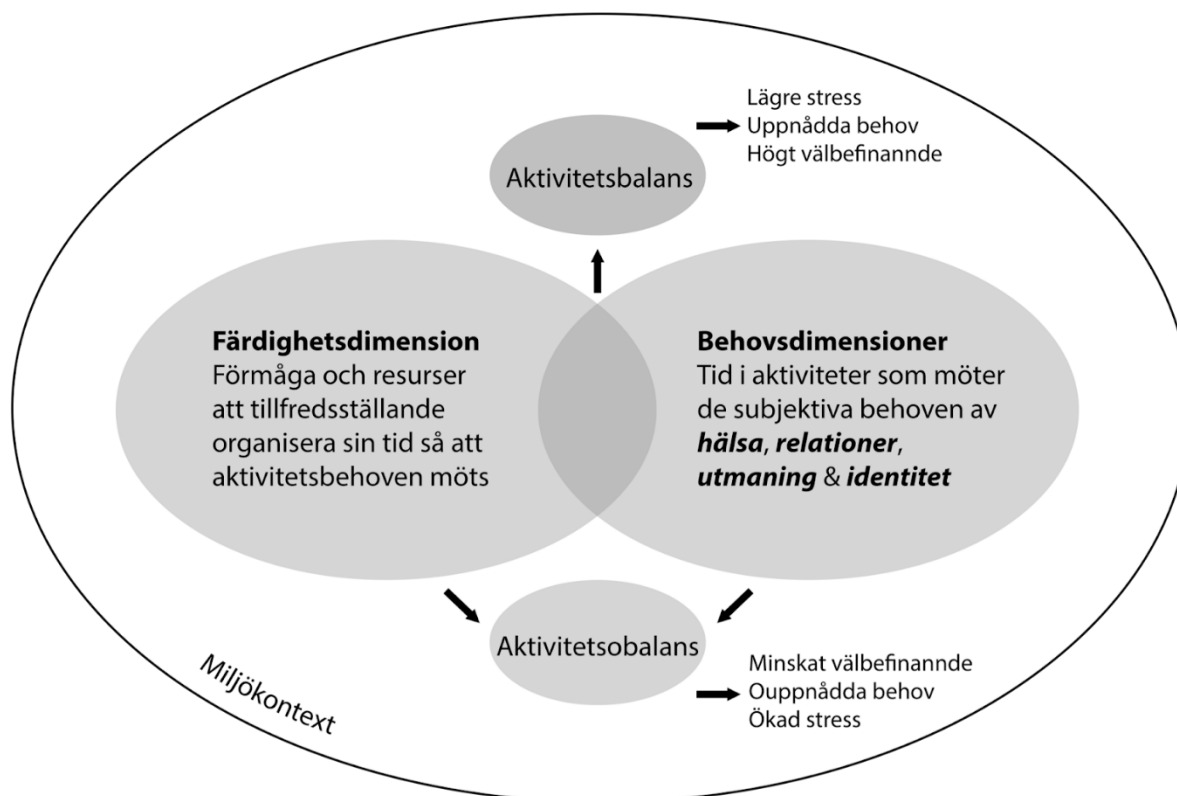 Lägre stress
Uppnådda behov
Högt välbefinannde
Aktivitetsbalans
Färdighetsdimension
Förmåga och resurser
att tillfredsställande
organisera sin tid så att
aktivitetsbehoven möts
Behovsdimensioner
Tid i aktiviteter som möter
de subjektiva behoven av
hälsa, relationer,
utmaning & identitet
Aktivitetsobalans
Minskat välbefinannde
Ouppnådda behov
Ökad stress
Miljökontext